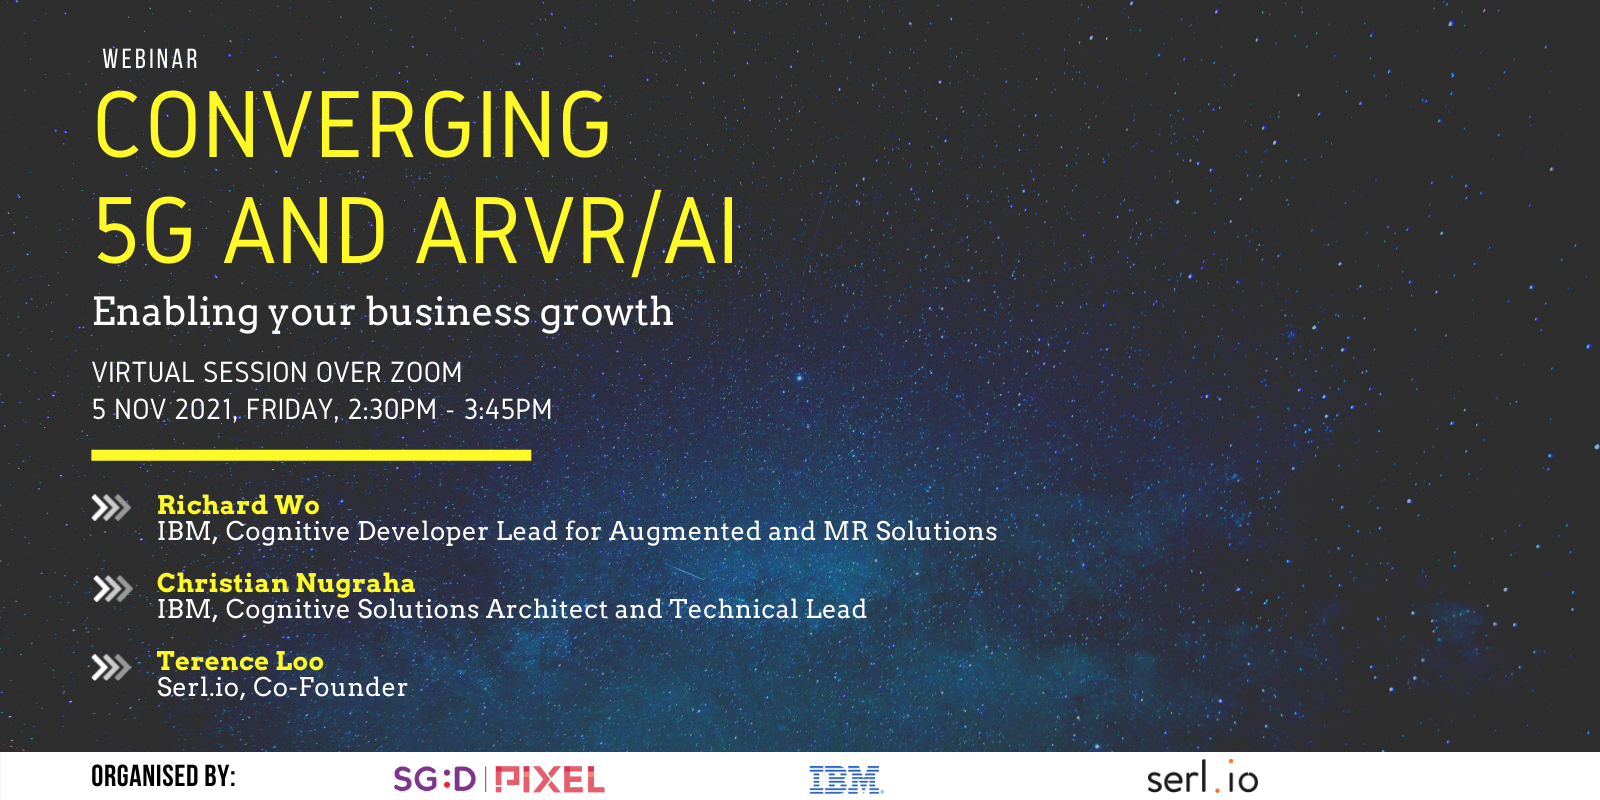 WEBINAR
CONVERGING
5G AND ARVR/AI
Enabling your business growth
VIRTUAL SESSION OVER ZOOM
5 NOV 2021, FRIDAY, 2:30PM - 3:45PM
Richard Wo
IBM, Cognitive Developer Lead for Augmented and MR Solutions
Christian Nugraha
IBM, Cognitive Solutions Architect and Technical Lead
Terence Loo
Serl.io, Co-Founder
ORGANISED BY: SG:D | PIXEL IBM® serl.io